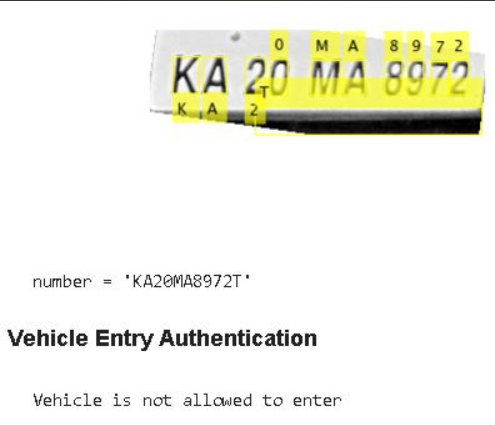 0 M A 8 9 7 2
KA 20 MA 8972
T
K A 2
number = 'KA20MA8972T'
Vehicle Entry Authentication
Vehicle is not allowed to enter